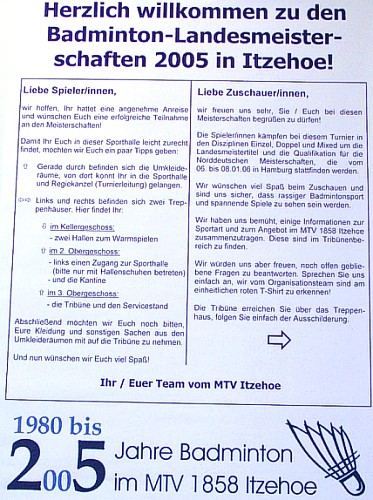 Herzlich willkommen zu den
Badminton-Landesmeister-
schaften 2005 in Itzehoe!
Liebe Spieler/innen,
wir hoffen, Ihr hattet eine angenehme Anreise
und wünschen Euch eine erfolgreiche Teilnahme
an den Meisterschaften!
Damit Ihr Euch in dieser Sporthalle leicht zurecht
findet, möchten wir Euch ein paar Tipps geben:
⇧ Gerade durch befinden sich die Umkleide-
räume, von dort könnt Ihr in die Sporthalle
und Regiekanzel (Turnierleitung) gelangen.
⇨ Links und rechts befinden sich zwei Trep-
penhäuser. Hier findet Ihr:
⇩ im Kellergeschoss:
- zwei Hallen zum Warmspielen
⇧ im 2. Obergeschoss:
- links einen Zugang zur Sporthalle
(bitte nur mit Hallenschuhen betreten)
- und die Kantine
⇧ im 3. Obergeschoss:
- die Tribüne und den Servicestand
Abschließend möchten wir Euch noch bitten,
Eure Kleidung und sonstigen Sachen aus den
Umkleideräumen mit auf die Tribüne zu nehmen.
Und nun wünschen wir Euch viel Spaß!
Liebe Zuschauer/innen,
wir freuen uns sehr, Sie / Euch bei diesen
Meisterschaften begrüßen zu dürfen!
Die Spieler/innen kämpfen bei diesem Turnier in
den Disziplinen Einzel, Doppel und Mixed um die
Landesmeistertitel und die Qualifikation für die
Norddeutschen Meisterschaften, die vom
06. bis 08.01.06 in Hamburg stattfinden werden.
Wir wünschen viel Spaß beim Zuschauen und
sind uns sicher, dass rassiger Badmintonsport
und spannende Spiele zu sehen sein werden.
Wir haben uns bemüht, einige Informationen zur
Sportart und zum Angebot im MTV 1858 Itzehoe
zusammenzutragen. Diese sind im Tribünenbe-
reich zu finden.
Wir würden uns aber freuen, noch offen geblie-
bene Fragen zu beantworten. Sprechen Sie uns
einfach an, wir vom Organisationsteam sind am
einheitlichen roten T-Shirt zu erkennen!
Die Tribüne erreichen Sie über das Treppen-
haus, folgen Sie einfach der Ausschilderung.
⇨
Ihr / Euer Team vom MTV Itzehoe
1980 bis
2005 Jahre Badminton
im MTV 1858 Itzehoe